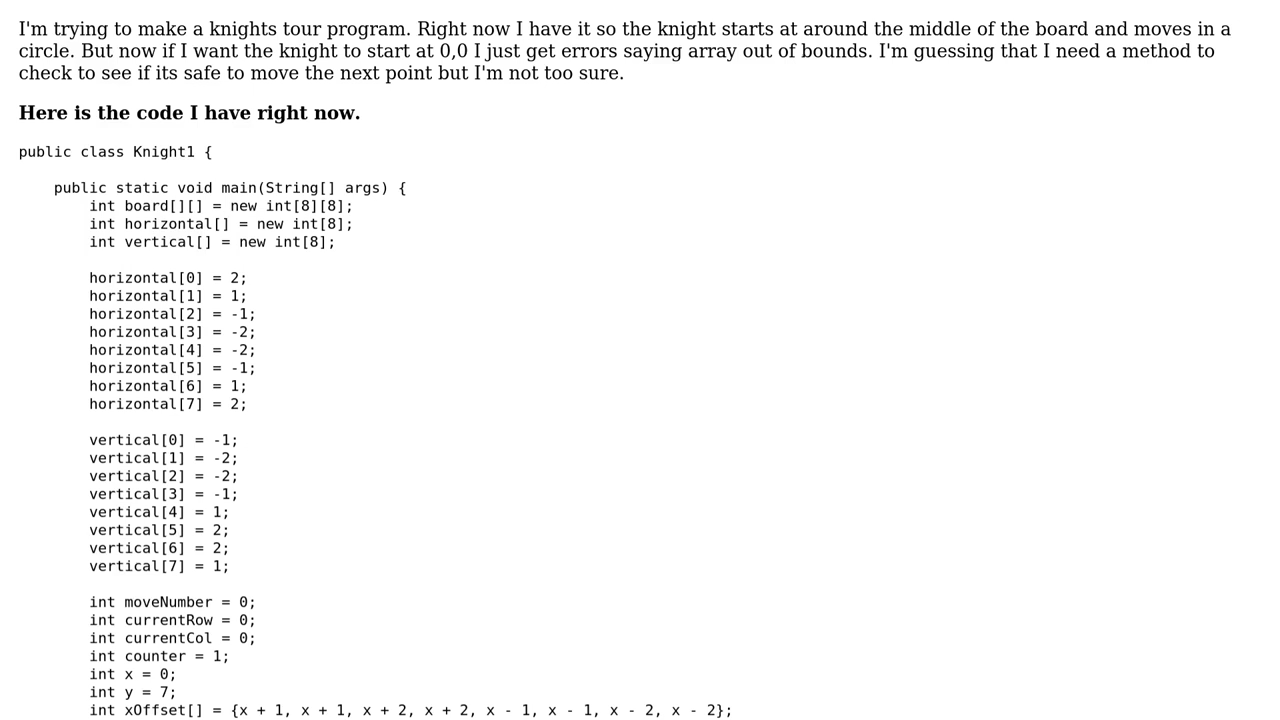 I'm trying to make a knights tour program. Right now I have it so the knight starts at around the middle of the board and moves in a
circle. But now if I want the knight to start at 0,0 I just get errors saying array out of bounds. I'm guessing that I need a method to
check to see if its safe to move the next point but I'm not too sure.
Here is the code I have right now.
public class Knight1 {
    public static void main(String[] args) {
        int board[][] = new int[8][8];
        int horizontal[] = new int[8];
        int vertical[] = new int[8];
        horizontal[0] = 2;
        horizontal[1] = 1;
        horizontal[2] = -1;
        horizontal[3] = -2;
        horizontal[4] = -2;
        horizontal[5] = -1;
        horizontal[6] = 1;
        horizontal[7] = 2;
        vertical[0] = -1;
        vertical[1] = -2;
        vertical[2] = -2;
        vertical[3] = -1;
        vertical[4] = 1;
        vertical[5] = 2;
        vertical[6] = 2;
        vertical[7] = 1;
        int moveNumber = 0;
        int currentRow = 0;
        int currentCol = 0;
        int counter = 1;
        int x = 0;
        int y = 7;
        int xOffset[] = {x + 1, x + 1, x + 2, x + 2, x - 1, x - 1, x - 2, x - 2};